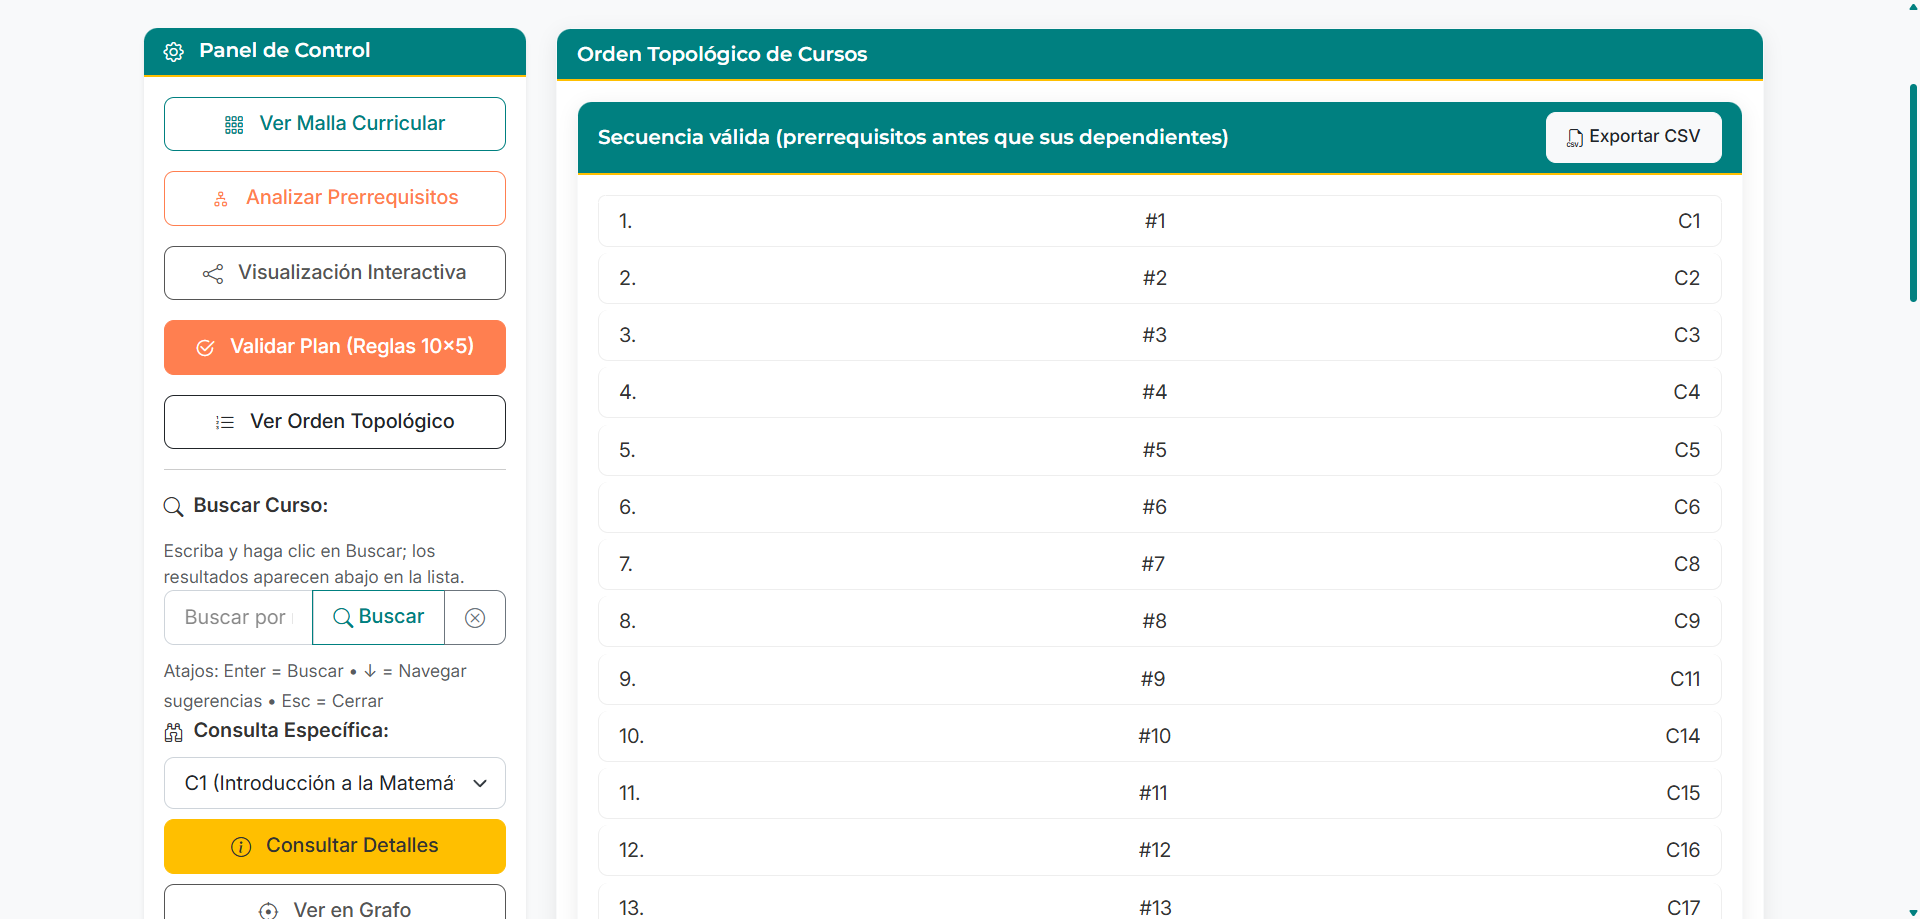 Panel de Control
Ver Malla Curricular
Analizar Prerrequisitos
Visualización Interactiva
Validar Plan (Reglas 10×5)
Ver Orden Topológico
Buscar Curso:
Escriba y haga clic en Buscar; los
resultados aparecen abajo en la lista.
Buscar por
Buscar
Atajos: Enter = Buscar • ↓ = Navegar
sugerencias • Esc = Cerrar
Consulta Específica:
C1 (Introducción a la Matemá
Consultar Detalles
Ver en Grafo
Orden Topológico de Cursos
Secuencia válida (prerrequisitos antes que sus dependientes)
CSV Exportar CSV
1. #1 C1
2. #2 C2
3. #3 C3
4. #4 C4
5. #5 C5
6. #6 C6
7. #7 C8
8. #8 C9
9. #9 C11
10. #10 C14
11. #11 C15
12. #12 C16
13. #13 C17